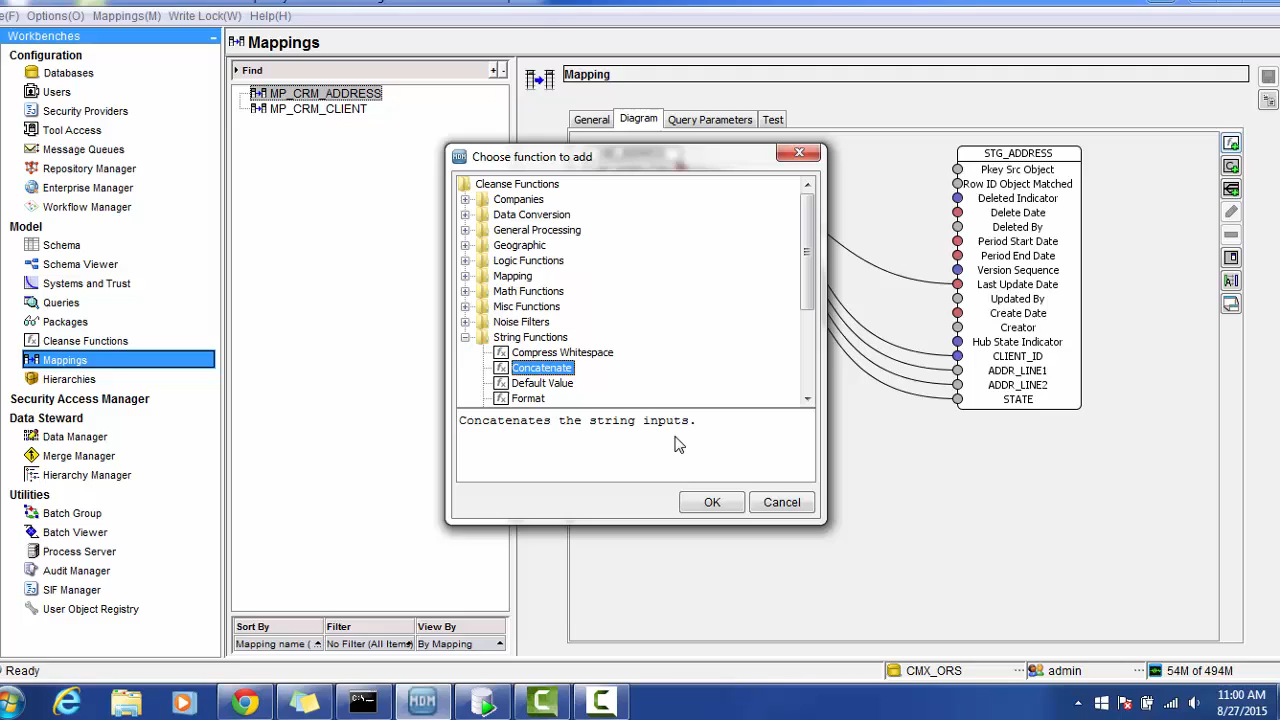 e(F) Options(O) Mappings(M) Write Lock(W) Help(H)
Workbenches
Configuration
Databases
Users
Security Providers
Tool Access
Message Queues
Repository Manager
Enterprise Manager
Workflow Manager
Model
Schema
Schema Viewer
Systems and Trust
Queries
Packages
Cleanse Functions
Mappings
Hierarchies
Security Access Manager
Data Steward
Data Manager
Merge Manager
Hierarchy Manager
Utilities
Batch Group
Batch Viewer
Process Server
Audit Manager
SIF Manager
User Object Registry
Mappings
Find
+ -
MP_CRM_ADDRESS
MP_CRM_CLIENT
Sort By Filter View By
Mapping name ( No Filter (All Items) By Mapping
Mapping
General Diagram Query Parameters Test
Choose function to add
Cleanse Functions
Companies
Data Conversion
General Processing
Geographic
Logic Functions
Mapping
Math Functions
Misc Functions
Noise Filters
String Functions
Compress Whitespace
Concatenate
Default Value
Format
Concatenates the string inputs.
OK Cancel
STG_ADDRESS
Pkey Src Object
Row ID Object Matched
Deleted Indicator
Delete Date
Deleted By
Period Start Date
Period End Date
Version Sequence
Last Update Date
Updated By
Create Date
Creator
Hub State Indicator
CLIENT_ID
ADDR_LINE1
ADDR_LINE2
STATE
Ready
CMX_ORS admin 54M of 494M
MDM
11:00 AM
8/27/2015